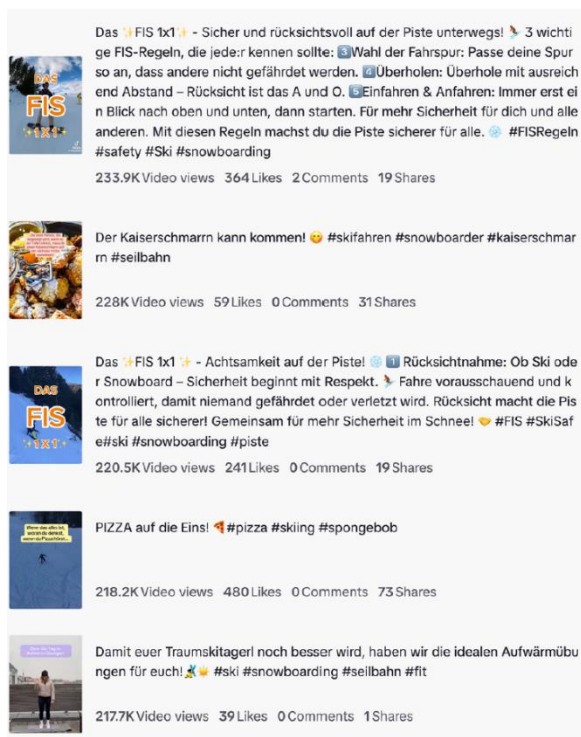 Das ✨FIS 1x1✨ - Sicher und rücksichtsvoll auf der Piste unterwegs! ⛷️ 3 wichti
ge FIS-Regeln, die jede:r kennen sollte: 3️⃣Wahl der Fahrspur: Passe deine Spur
so an, dass andere nicht gefährdet werden. 4️⃣Überholen: Überhole mit ausreich
end Abstand – Rücksicht ist das A und O. 5️⃣Einfahren & Anfahren: Immer erst ei
n Blick nach oben und unten, dann starten. Für mehr Sicherheit für dich und alle
anderen. Mit diesen Regeln machst du die Piste sicherer für alle. ❄️ #FISRegeln
#safety #Ski #snowboarding
DAS
FIS
✨1X1✨
233.9K Video views 364 Likes 2 Comments 19 Shares
Der Kaiserschmarrn kann kommen! 😋 #skifahren #snowboarder #kaiserschmar
rn #seilbahn
228K Video views 59 Likes 0 Comments 31 Shares
Das ✨FIS 1x1 ✨ - Achtsamkeit auf der Piste! ❄️ 1️⃣ Rücksichtnahme: Ob Ski ode
r Snowboard – Sicherheit beginnt mit Respekt. ⛷️ Fahre vorausschauend und k
ontrolliert, damit niemand gefährdet oder verletzt wird. Rücksicht macht die Pis
te für alle sicherer! Gemeinsam für mehr Sicherheit im Schnee! 🤝 #FIS #SkiSaf
e#ski #snowboarding #piste
DAS
FIS
✨1X1✨
220.5K Video views 241 Likes 0 Comments 19 Shares
PIZZA auf die Eins! 🍕#pizza #skiing #spongebob
218.2K Video views 480 Likes 0 Comments 73 Shares
Damit euer Traumskitagerl noch besser wird, haben wir die idealen Aufwärmübu
ngen für euch!🤸☀️ #ski #snowboarding #seilbahn #fit
217.7K Video views 39 Likes 0 Comments 1 Shares